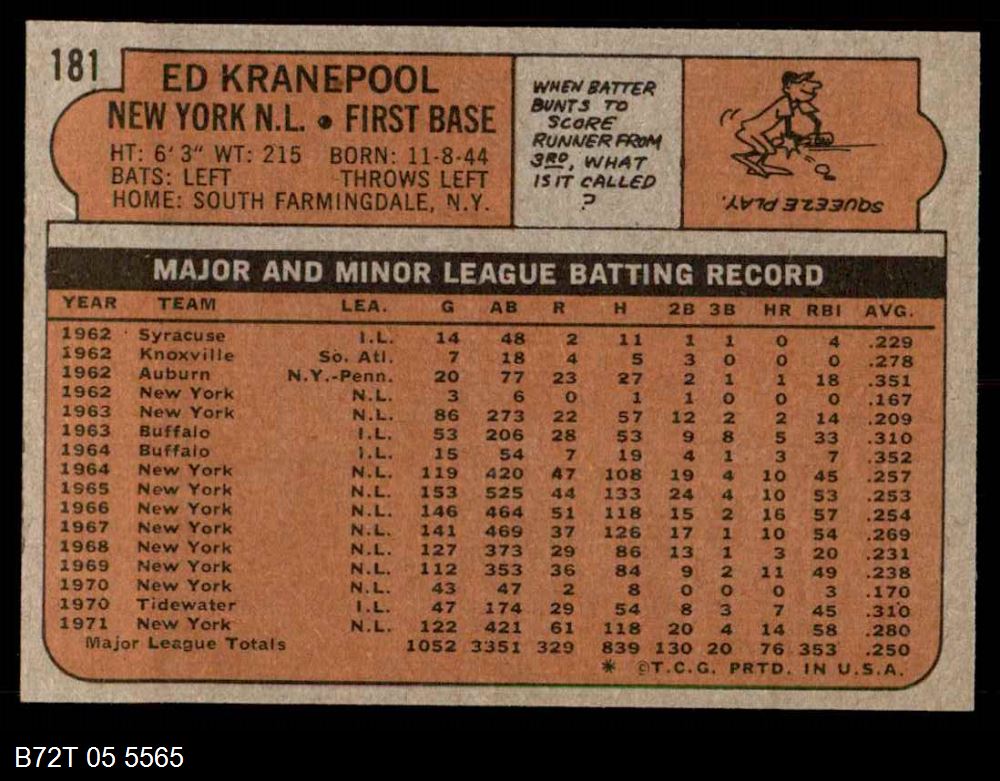 181
ED KRANEPOOL
NEW YORK N.L. • FIRST BASE
HT: 6'3" WT: 215 BORN: 11-8-44
BATS: LEFT THROWS LEFT
HOME: SOUTH FARMINGDALE, N.Y.
WHEN BATTER
BUNTS TO
SCORE
RUNNER FROM
3RD, WHAT
IS IT CALLED
?
SQUEEZE PLAY.
MAJOR AND MINOR LEAGUE BATTING RECORD
YEAR TEAM LEA. G AB R H 2B 3B HR RBI AVG.
1962 Syracuse I.L. 14 48 2 11 1 1 0 4 .229
1962 Knoxville So. Atl. 7 18 4 5 3 0 0 0 .278
1962 Auburn N.Y.-Penn. 20 77 23 27 2 1 1 18 .351
1962 New York N.L. 3 6 0 1 1 0 0 0 .167
1963 New York N.L. 86 273 22 57 12 2 2 14 .209
1963 Buffalo I.L. 53 206 28 53 9 8 5 33 .310
1964 Buffalo I.L. 15 54 7 19 4 1 3 7 .352
1964 New York N.L. 119 420 47 108 19 4 10 45 .257
1965 New York N.L. 153 525 44 133 24 4 10 53 .253
1966 New York N.L. 146 464 51 118 15 2 16 57 .254
1967 New York N.L. 141 469 37 126 17 1 10 54 .269
1968 New York N.L. 127 373 29 86 13 1 3 20 .231
1969 New York N.L. 112 353 36 84 9 2 11 49 .238
1970 New York N.L. 43 47 2 8 0 0 0 3 .170
1970 Tidewater I.L. 47 174 29 54 8 3 7 45 .310
1971 New York N.L. 122 421 61 118 20 4 14 58 .280
Major League Totals 1052 3351 329 839 130 20 76 353 .250
* ©T.C.G. PRTD. IN U.S.A.
B72T 05 5565